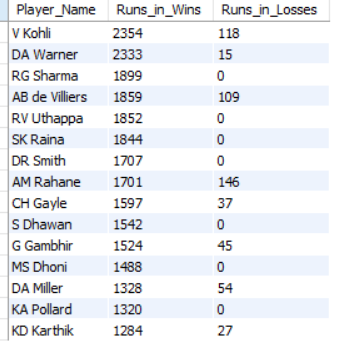 Player_Name Runs_in_Wins Runs_in_Losses
V Kohli 2354 118
DA Warner 2333 15
RG Sharma 1899 0
AB de Villiers 1859 109
RV Uthappa 1852 0
SK Raina 1844 0
DR Smith 1707 0
AM Rahane 1701 146
CH Gayle 1597 37
S Dhawan 1542 0
G Gambhir 1524 45
MS Dhoni 1488 0
DA Miller 1328 54
KA Pollard 1320 0
KD Karthik 1284 27